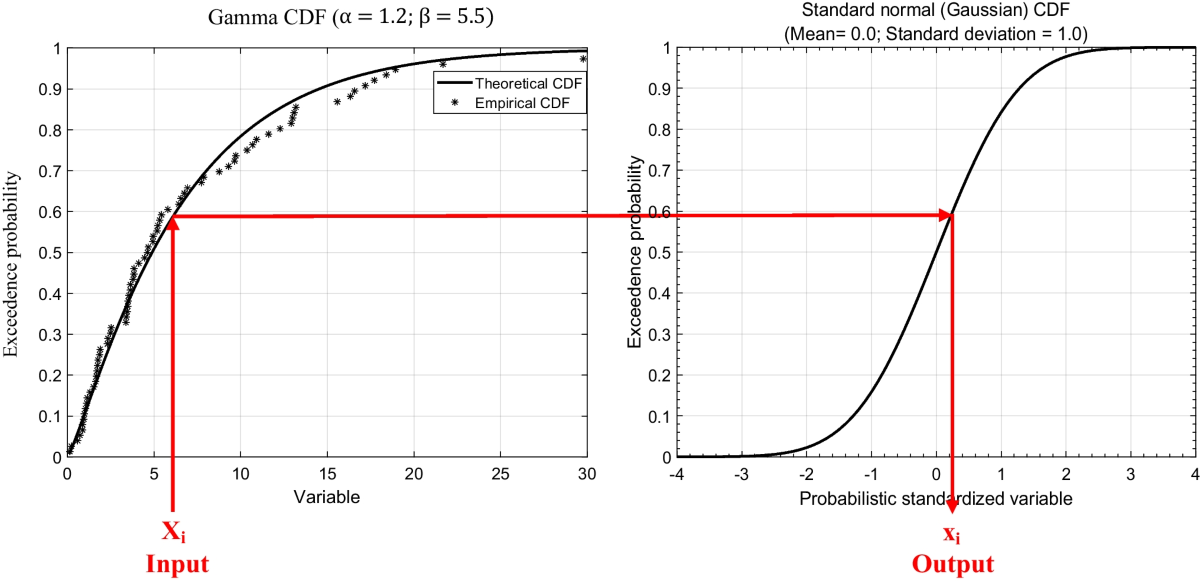 Gamma CDF (α = 1.2; β = 5.5)
Exceedence probability
1
0.9
0.8
0.7
0.6
0.5
0.4
0.3
0.2
0.1
0
Theoretical CDF
Empirical CDF
0 5 10 15 20 25 30
Variable
Xi
Input
Standard normal (Gaussian) CDF
(Mean= 0.0; Standard deviation = 1.0)
Exceedence probability
1
0.9
0.8
0.7
0.6
0.5
0.4
0.3
0.2
0.1
0
-4 -3 -2 -1 0 1 2 3 4
Probabilistic standardized variable
xi
Output